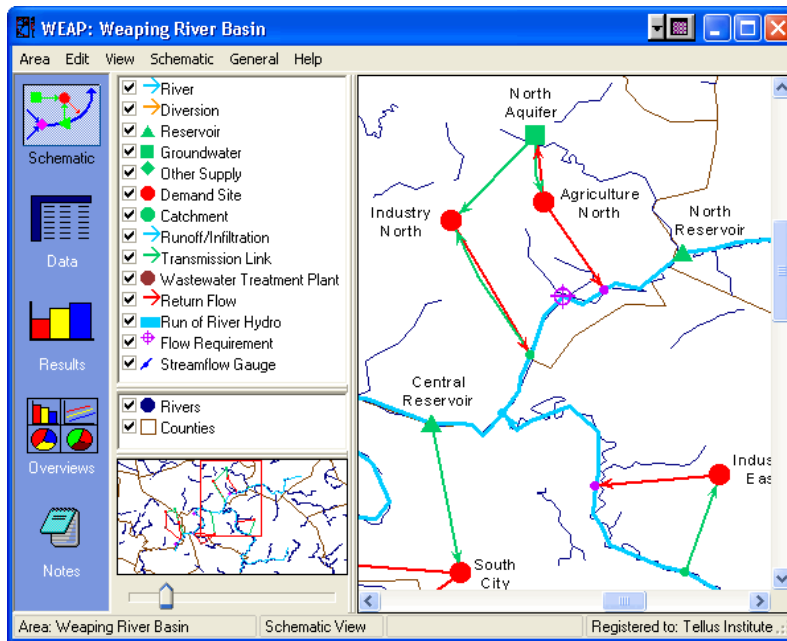 WEAP: Weaping River Basin
Area Edit View Schematic General Help
Schematic
Data
Results
Overviews
Notes
River
Diversion
Reservoir
Groundwater
Other Supply
Demand Site
Catchment
Runoff/Infiltration
Transmission Link
Wastewater Treatment Plant
Return Flow
Run of River Hydro
Flow Requirement
Streamflow Gauge
Rivers
Counties
North
Aquifer
Industry
North
Agriculture
North
North
Reservoir
Central
Reservoir
Indus
Eas
South
City
Area: Weaping River Basin
Schematic View
Registered to: Tellus Institute